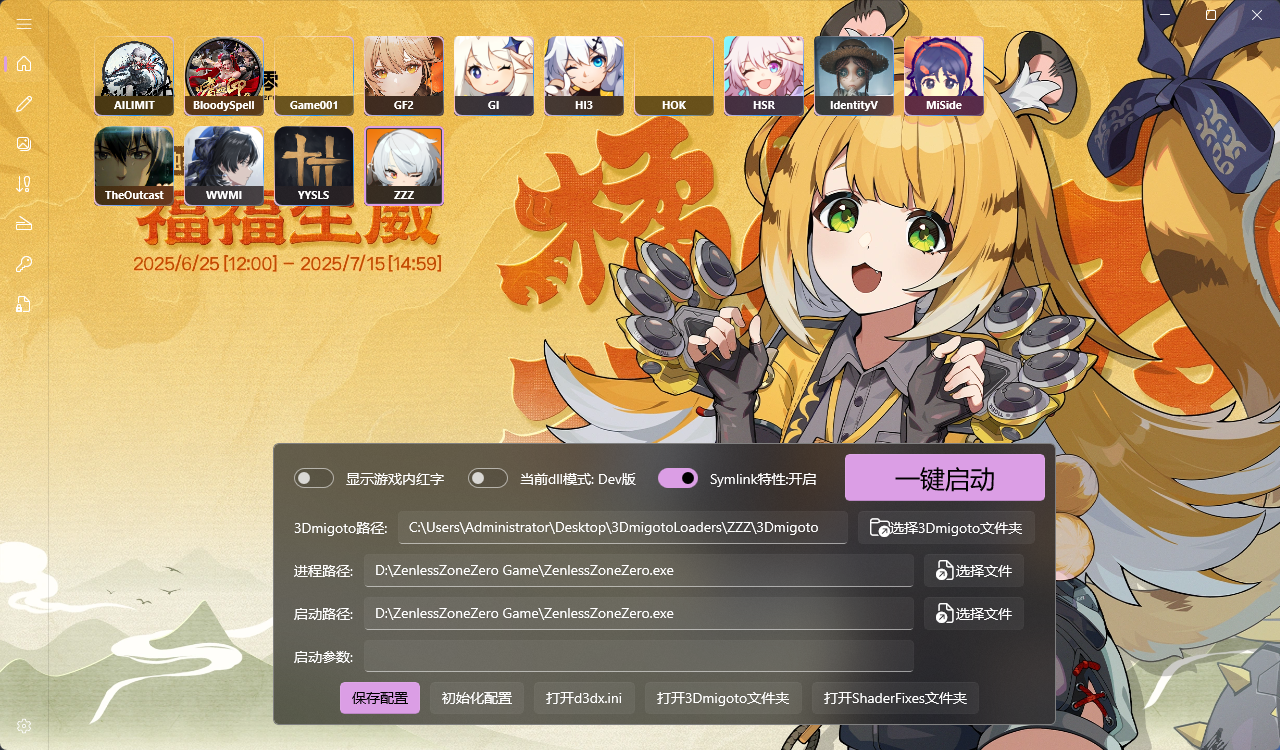 AILIMIT
BloodySpell
Game001
GF2
GI
HI3
HOK
HSR
IdentityV
MiSide
TheOutcast
WWMI
YYSLS
ZZZ
福福生威
2025/6/25 [12:00] – 2025/7/15 [14:59]
显示游戏内红字
当前dll模式: Dev版
Symlink特性:开启
一键启动
3Dmigoto路径:
C:\Users\Administrator\Desktop\3DmigotoLoaders\ZZZ\3Dmigoto
选择3Dmigoto文件夹
进程路径:
D:\ZenlessZoneZero Game\ZenlessZoneZero.exe
选择文件
启动路径:
D:\ZenlessZoneZero Game\ZenlessZoneZero.exe
选择文件
启动参数:
保存配置
初始化配置
打开d3dx.ini
打开3Dmigoto文件夹
打开ShaderFixes文件夹